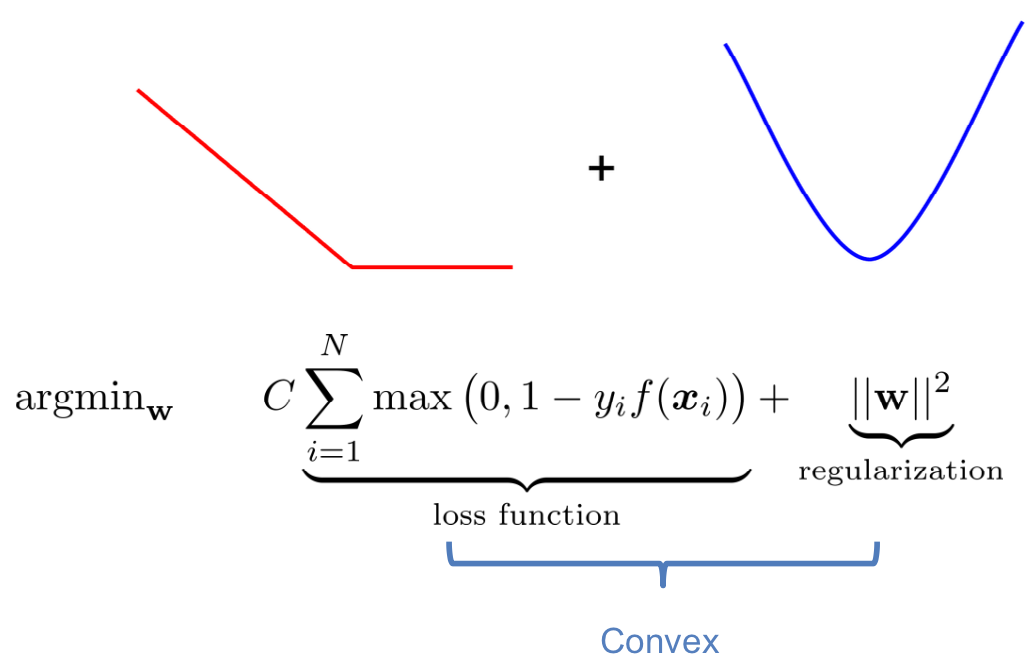 +
argmin_w C ∑_{i=1}^{N} max (0, 1 − y_i f(x_i)) + ||w||^2
regularization
loss function
Convex